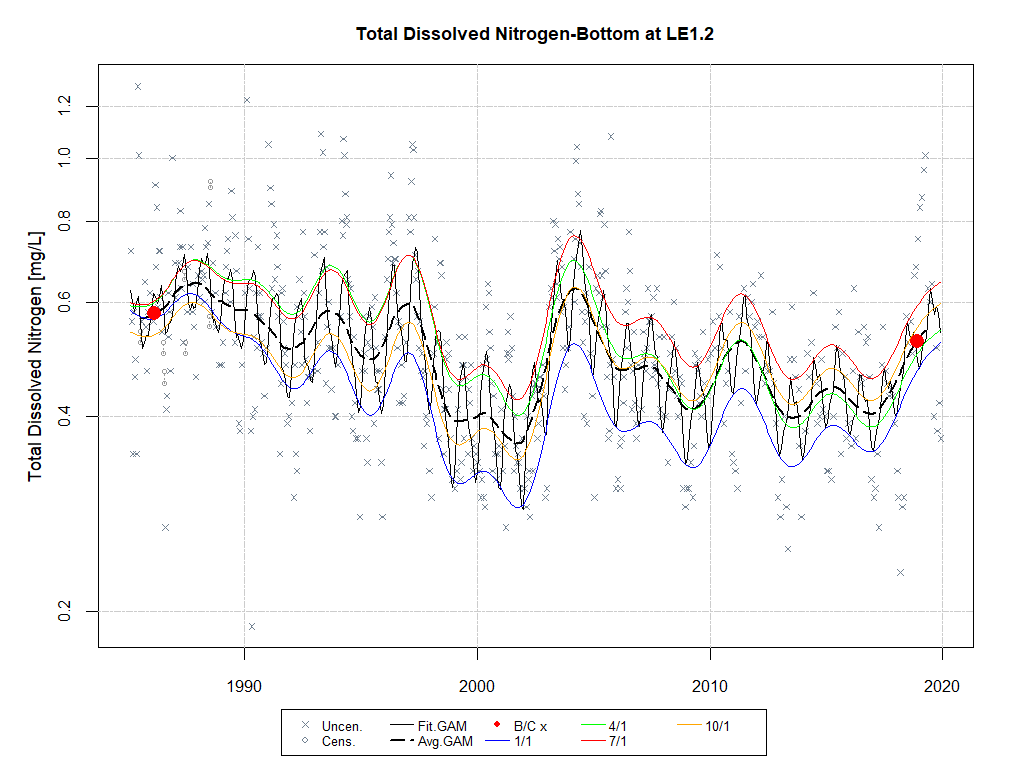 Total Dissolved Nitrogen-Bottom at LE1.2
Total Dissolved Nitrogen [mg/L]
1.2
1.0
0.8
0.6
0.4
0.2
1990 2000 2010 2020
Uncen. Fit.GAM B/C x 4/1 10/1
Cens. Avg.GAM 1/1 7/1